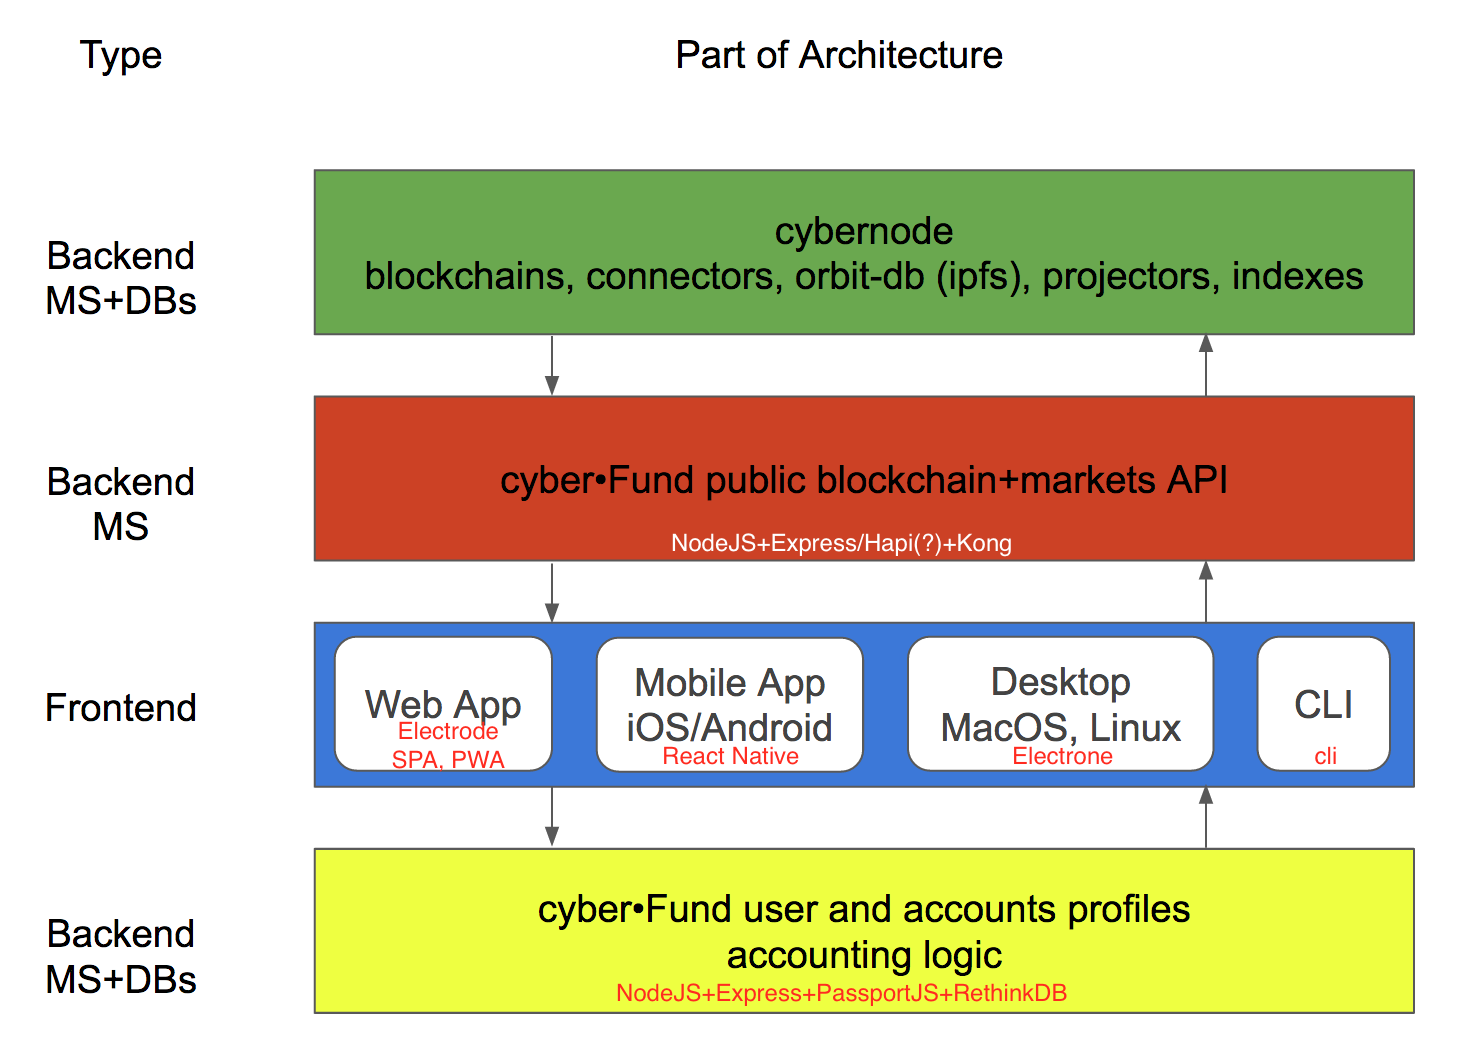 Type
Part of Architecture
Backend
MS+DBs
cybernode
blockchains, connectors, orbit-db (ipfs), projectors, indexes
Backend
MS
cyber•Fund public blockchain+markets API
NodeJS+Express/Hapi(?)+Kong
Frontend
Web App
Electrode
SPA, PWA
Mobile App
iOS/Android
React Native
Desktop
MacOS, Linux
Electrone
CLI
cli
Backend
MS+DBs
cyber•Fund user and accounts profiles
accounting logic
NodeJS+Express+PassportJS+RethinkDB